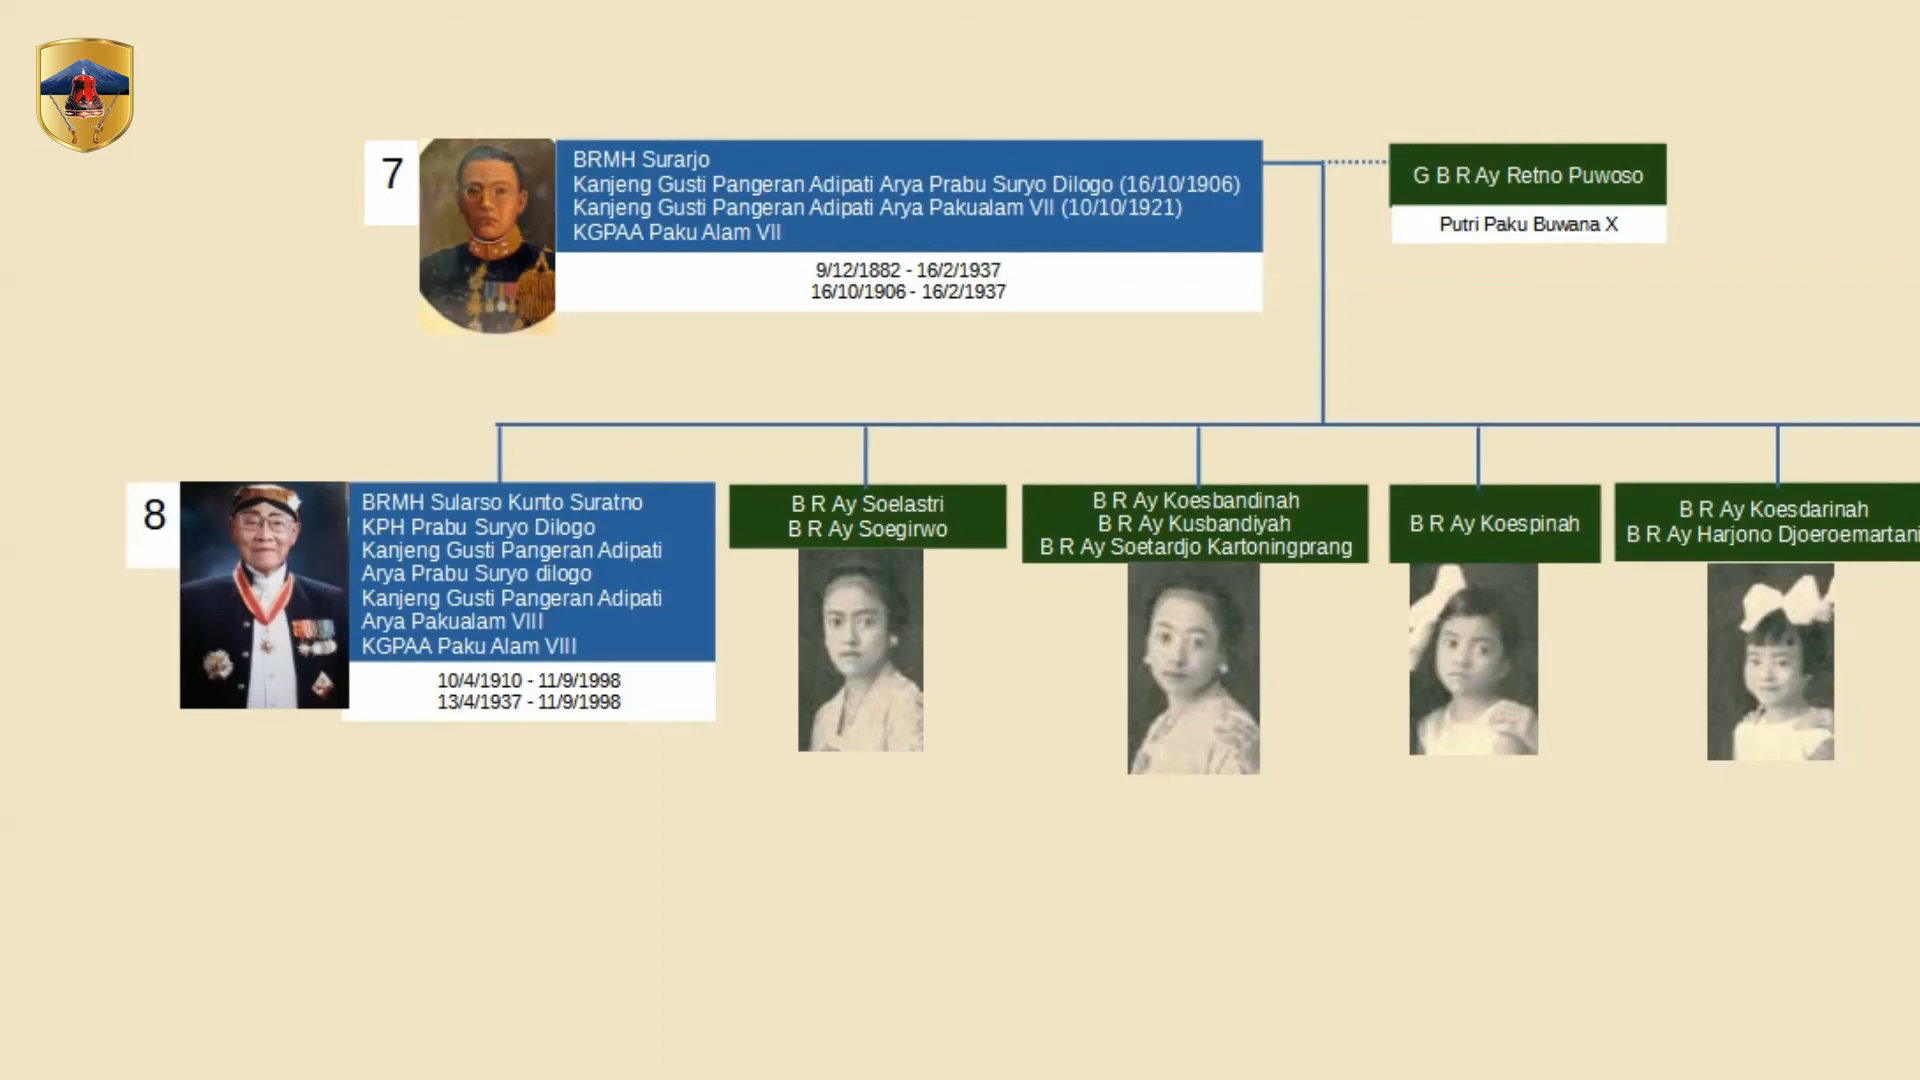 7
BRMH Surarjo
Kanjeng Gusti Pangeran Adipati Arya Prabu Suryo Dilogo (16/10/1906)
Kanjeng Gusti Pangeran Adipati Arya Pakualam VII (10/10/1921)
KGPAA Paku Alam VII
9/12/1882 - 16/2/1937
16/10/1906 - 16/2/1937
G B R Ay Retno Puwoso
Putri Paku Buwana X
8
BRMH Sularso Kunto Suratno
KPH Prabu Suryo Dilogo
Kanjeng Gusti Pangeran Adipati
Arya Prabu Suryo dilogo
Kanjeng Gusti Pangeran Adipati
Arya Pakualam VIII
KGPAA Paku Alam VIII
10/4/1910 - 11/9/1998
13/4/1937 - 11/9/1998
B R Ay Soelastri
B R Ay Soegirwo
B R Ay Koesbandinah
B R Ay Kusbandiyah
B R Ay Soetardjo Kartoningprang
B R Ay Koespinah
B R Ay Koesdarinah
B R Ay Harjono Djoeroemartani